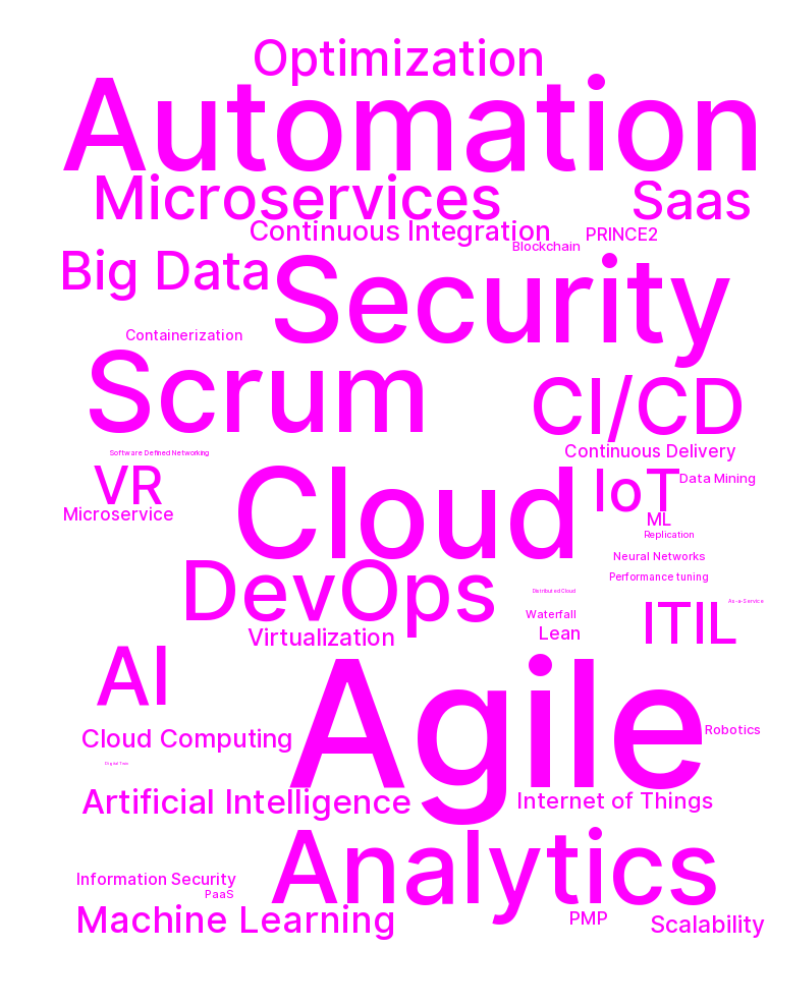 Optimization
Automation
Microservices
Saas
Continuous Integration
PRINCE2
Blockchain
Big Data
Security
Containerization
Scrum
CI/CD
Continuous Delivery
Software Defined Networking
VR
Cloud
IoT
Data Mining
Microservice
ML
Replication
Neural Networks
DevOps
Performance tuning
Distributed Cloud
As-a-Service
Waterfall
ITIL
Virtualization
Lean
AI
Agile
Robotics
Cloud Computing
Artificial Intelligence
Internet of Things
Analytics
Information Security
PaaS
Machine Learning
PMP
Scalability